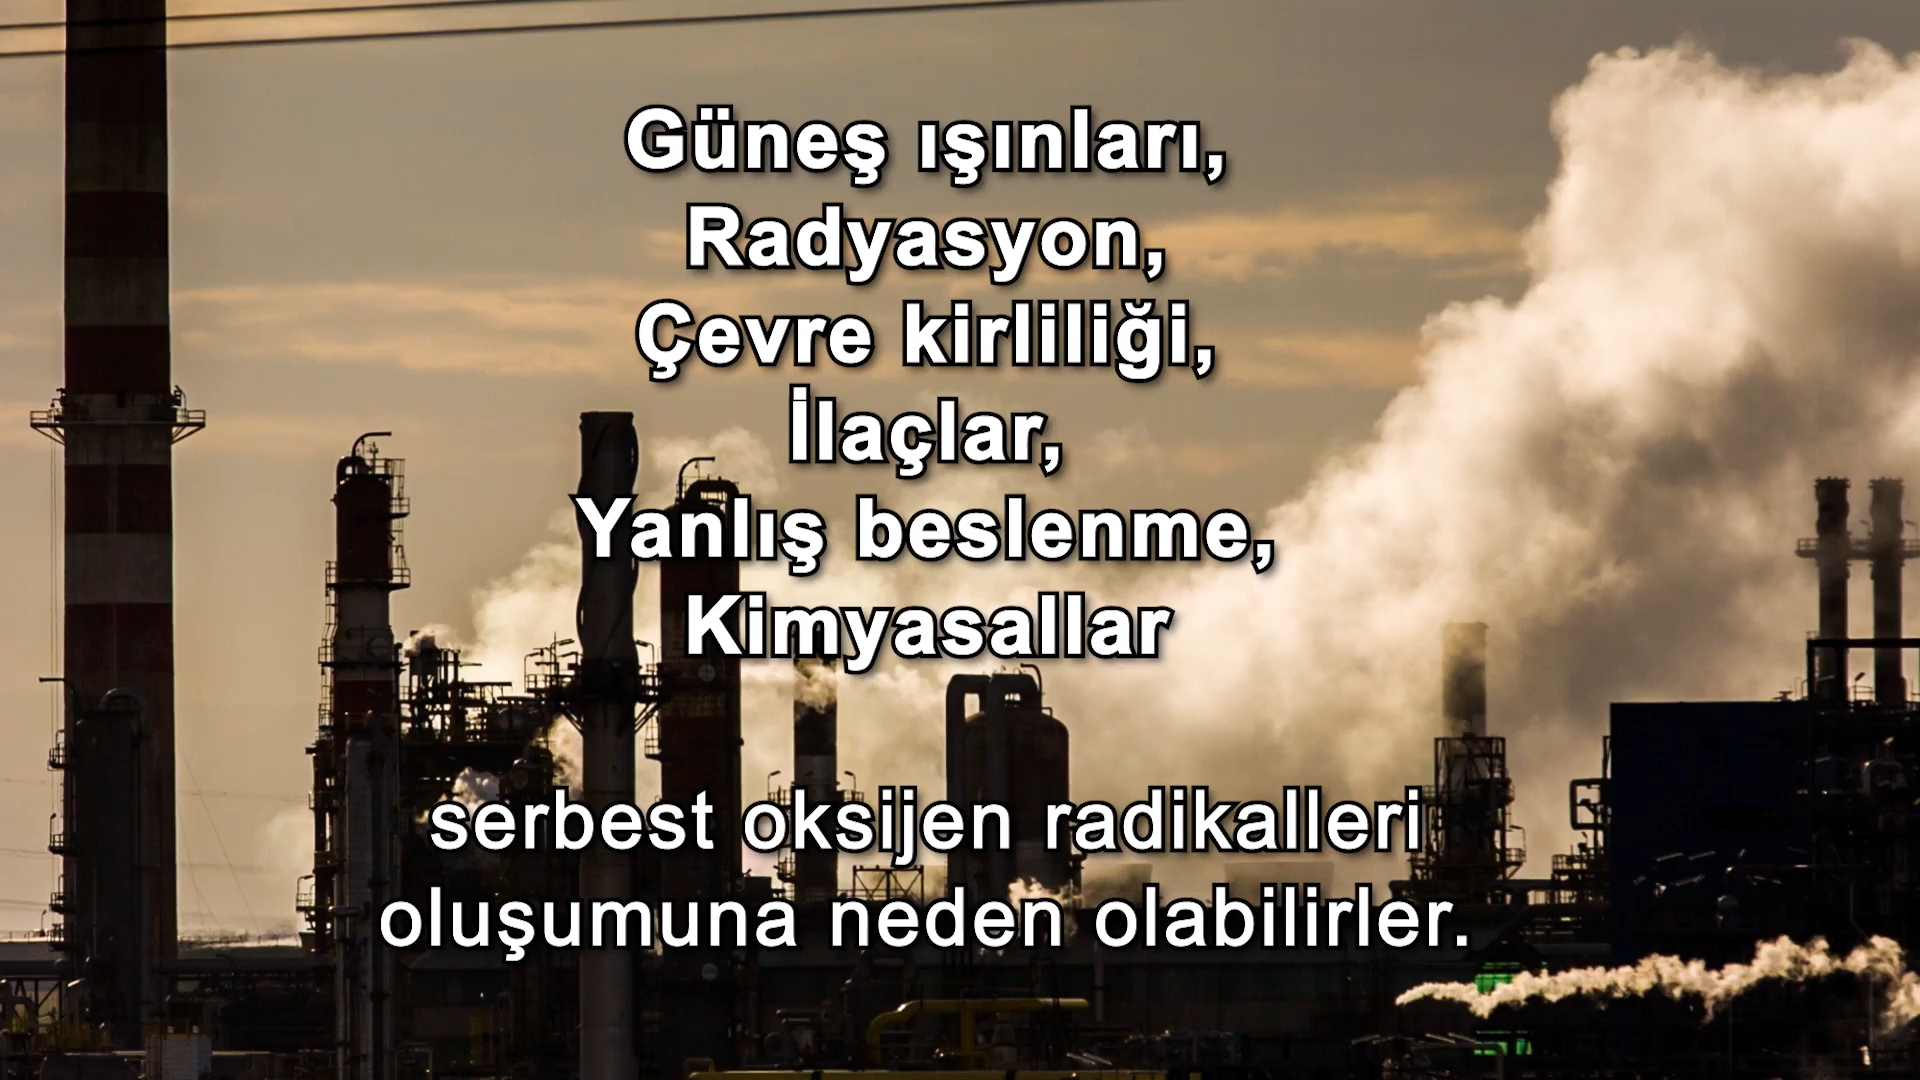 Güneş ışınları,
Radyasyon,
Çevre kirliliği,
İlaçlar,
Yanlış beslenme,
Kimyasallar
serbest oksijen radikalleri
oluşumuna neden olabilirler.